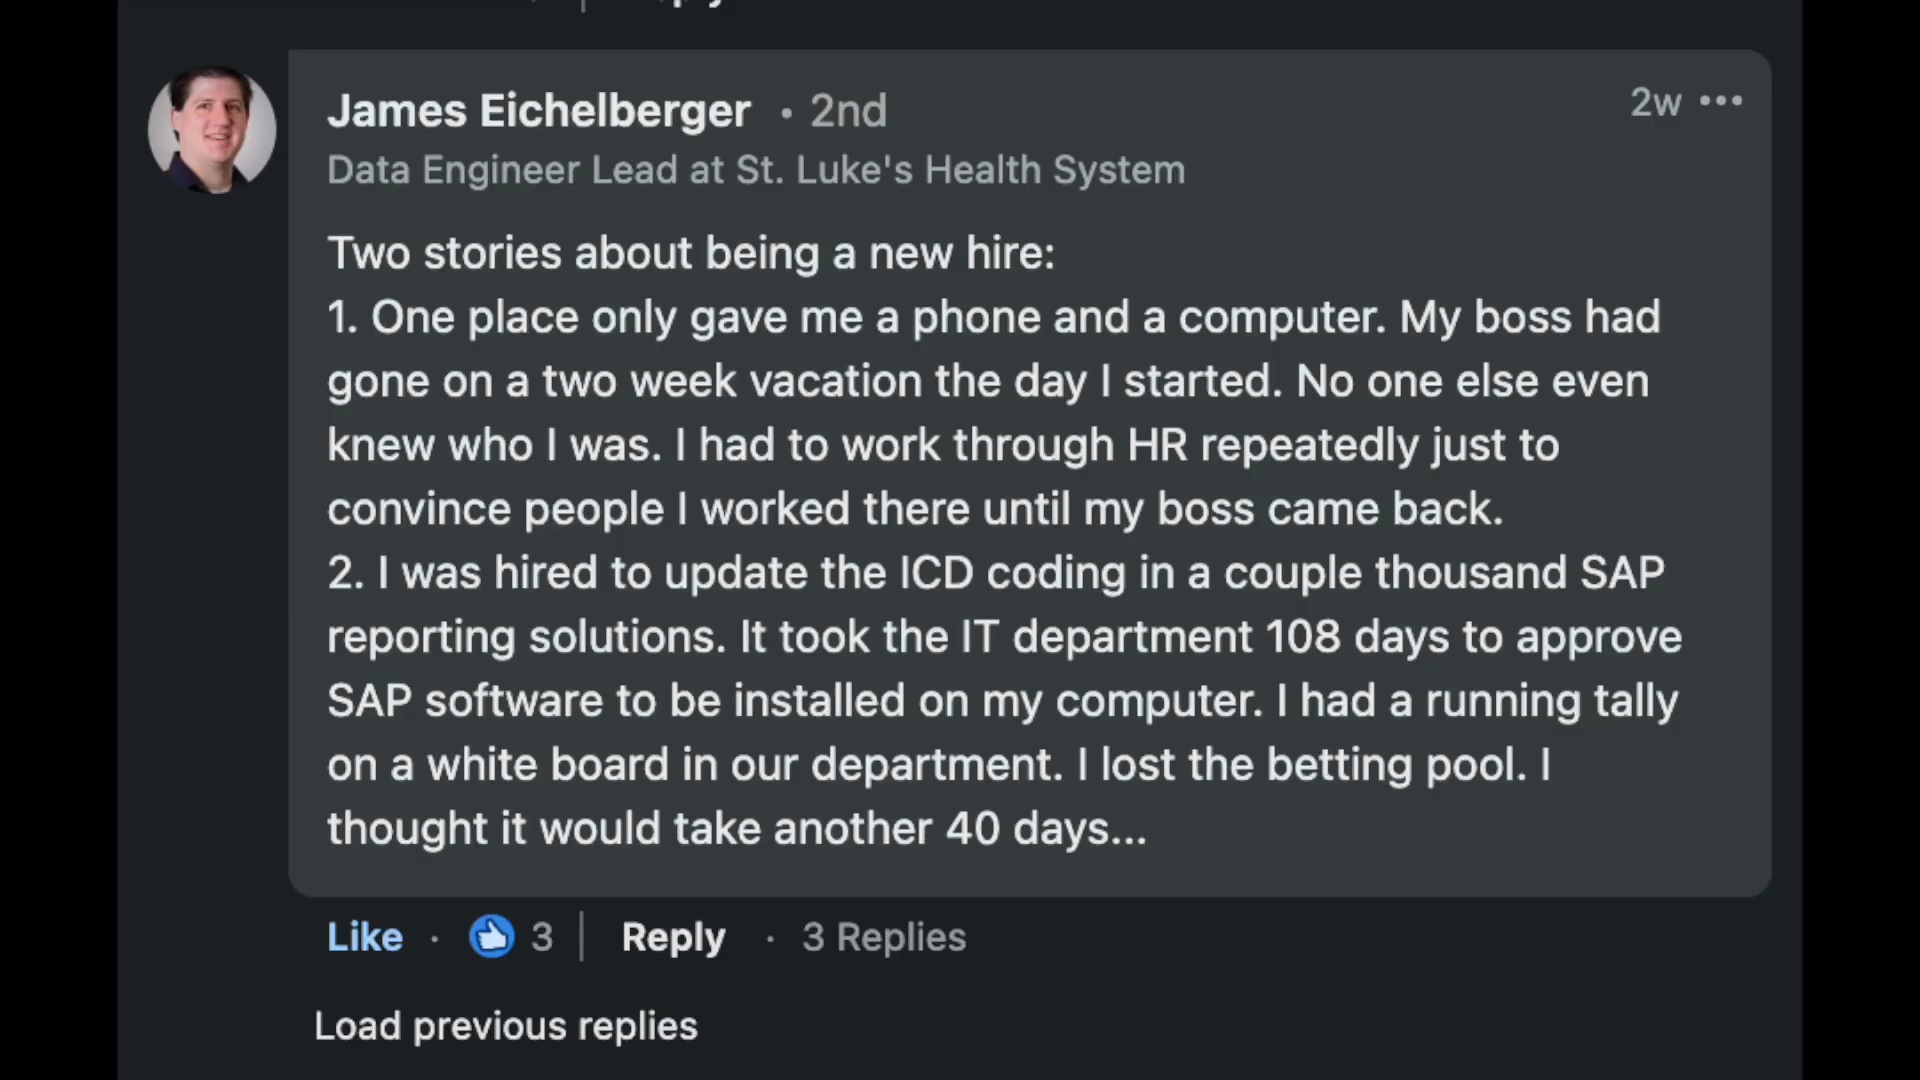 James Eichelberger · 2nd
2w
Data Engineer Lead at St. Luke's Health System
Two stories about being a new hire:
1. One place only gave me a phone and a computer. My boss had
gone on a two week vacation the day I started. No one else even
knew who I was. I had to work through HR repeatedly just to
convince people I worked there until my boss came back.
2. I was hired to update the ICD coding in a couple thousand SAP
reporting solutions. It took the IT department 108 days to approve
SAP software to be installed on my computer. I had a running tally
on a white board in our department. I lost the betting pool. I
thought it would take another 40 days...
Like · 3 | Reply · 3 Replies
Load previous replies